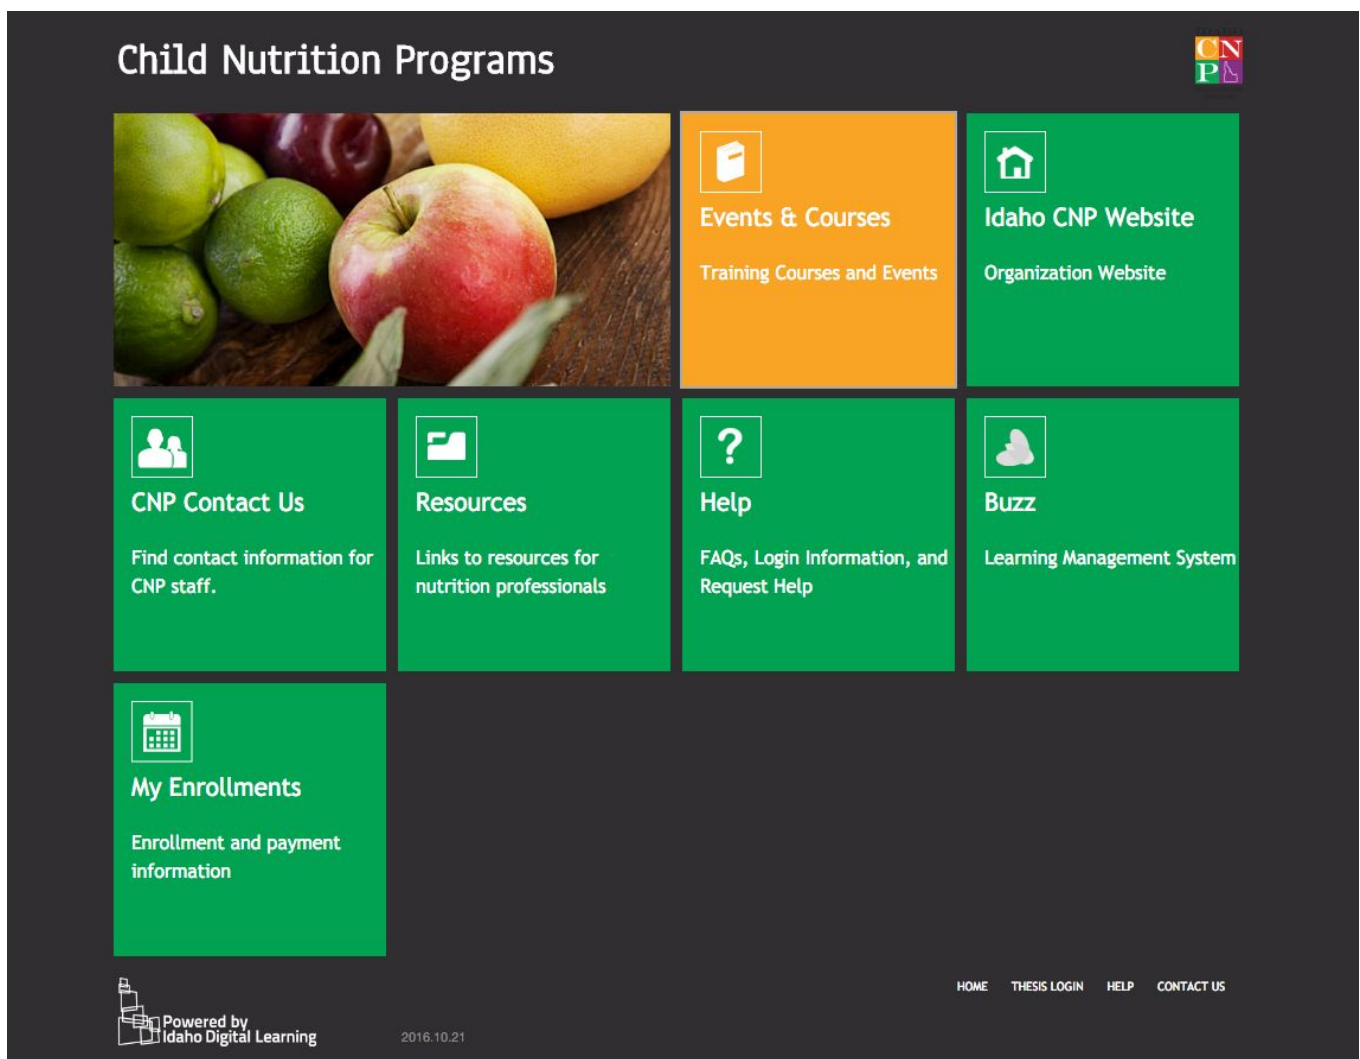 Child Nutrition Programs
CN
P
Events & Courses
Training Courses and Events
Idaho CNP Website
Organization Website
CNP Contact Us
Find contact information for
CNP staff.
Resources
Links to resources for
nutrition professionals
?
Help
FAQs, Login Information, and
Request Help
Buzz
Learning Management System
My Enrollments
Enrollment and payment
information
HOME THESIS LOGIN HELP CONTACT US
Powered by
Idaho Digital Learning
2016.10.21